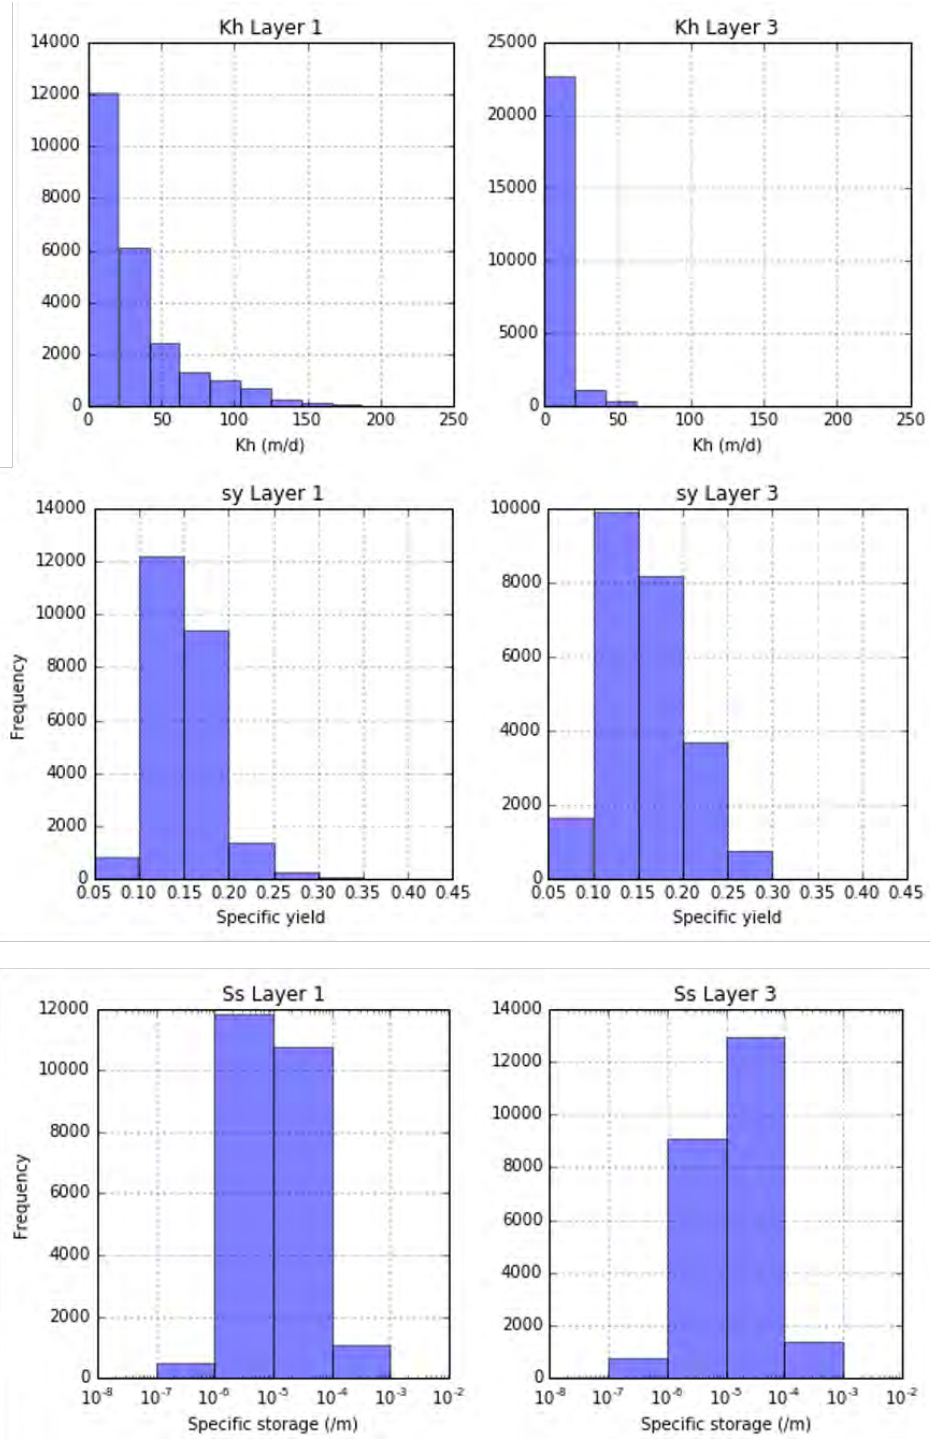 Kh Layer 1
14000
12000
10000
8000
6000
4000
2000
0
0 50 100 150 200 250
Kh (m/d)
Kh Layer 3
25000
20000
15000
10000
5000
0
0 50 100 150 200 250
Kh (m/d)
sy Layer 1
Frequency
14000
12000
10000
8000
6000
4000
2000
0
0.05 0.10 0.15 0.20 0.25 0.30 0.35 0.40 0.45
Specific yield
sy Layer 3
10000
8000
6000
4000
2000
0
0.05 0.10 0.15 0.20 0.25 0.30 0.35 0.40 0.45
Specific yield
Ss Layer 1
Frequency
12000
10000
8000
6000
4000
2000
0
10⁻⁸ 10⁻⁷ 10⁻⁶ 10⁻⁵ 10⁻⁴ 10⁻³ 10⁻²
Specific storage (/m)
Ss Layer 3
14000
12000
10000
8000
6000
4000
2000
0
10⁻⁸ 10⁻⁷ 10⁻⁶ 10⁻⁵ 10⁻⁴ 10⁻³ 10⁻²
Specific storage (/m)